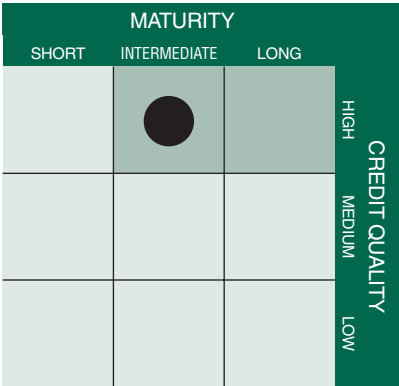 MATURITY
SHORT INTERMEDIATE LONG
HIGH
MEDIUM
LOW
CREDIT QUALITY